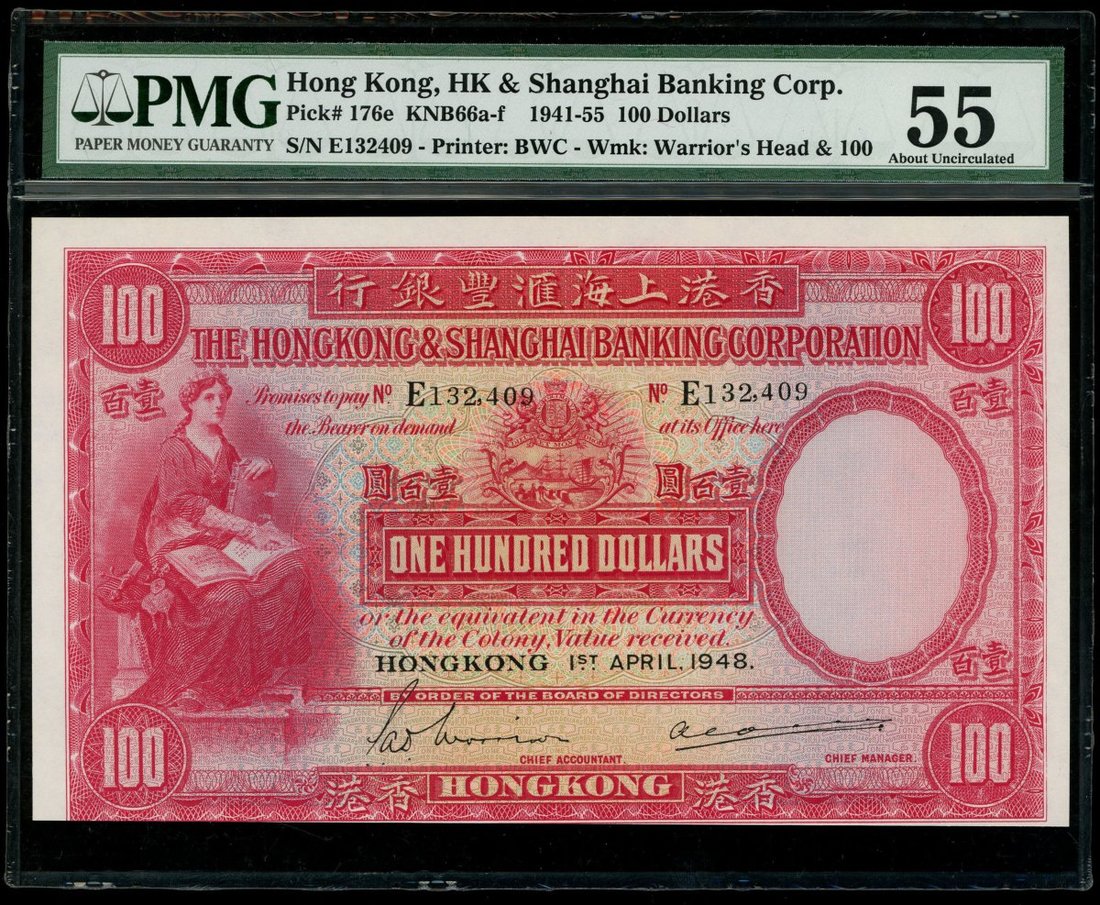 PMG
PAPER MONEY GUARANTY
Hong Kong, HK & Shanghai Banking Corp.
Pick# 176e KNB66a-f 1941-55 100 Dollars
S/N E132409 - Printer: BWC - Wmk: Warrior's Head & 100
55
About Uncirculated
100
行銀豐滙海上港香
100
THE HONGKONG & SHANGHAI BANKING CORPORATION
百壹
Promises to pay
No E132,409
No E132,409
百壹
the Bearer on demand
at its Office here
圓百壹
圓百壹
ONE HUNDRED DOLLARS
or the equivalent in the Currency
of the Colony, Value received.
HONGKONG 1ST APRIL, 1948.
百壹
BY ORDER OF THE BOARD OF DIRECTORS
100
100
CHIEF ACCOUNTANT.
CHIEF MANAGER.
港香
HONGKONG
港香